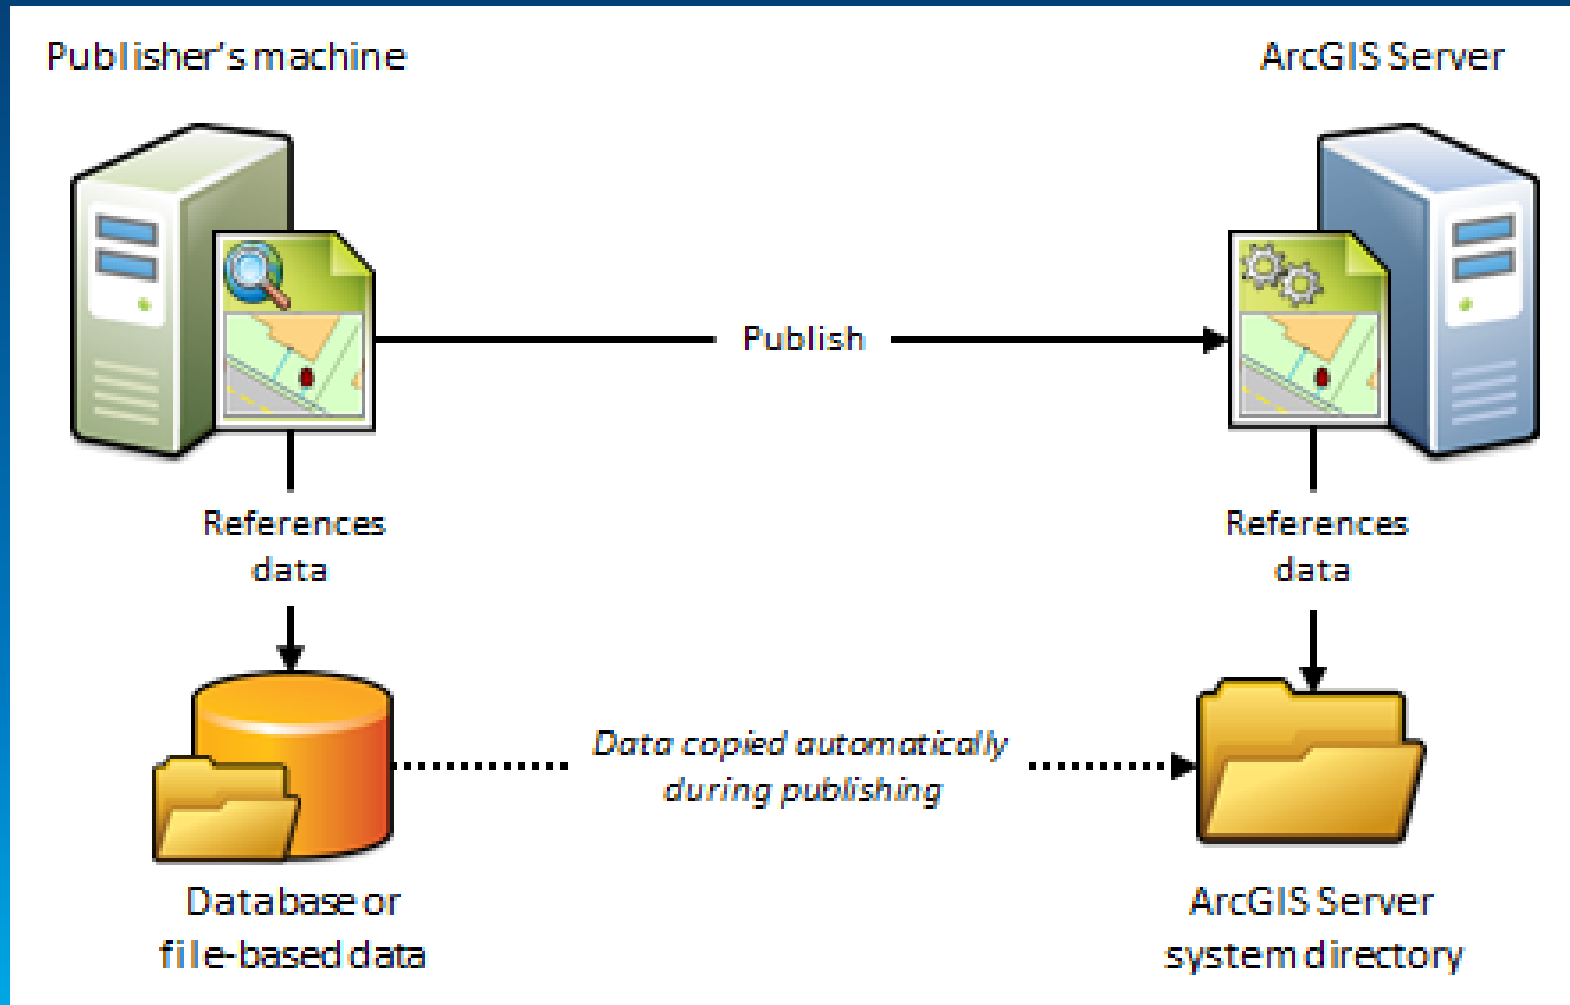 Publisher's machine
ArcGIS Server
Publish
References
data
References
data
Data copied automatically
during publishing
Database or
file-based data
ArcGIS Server
system directory